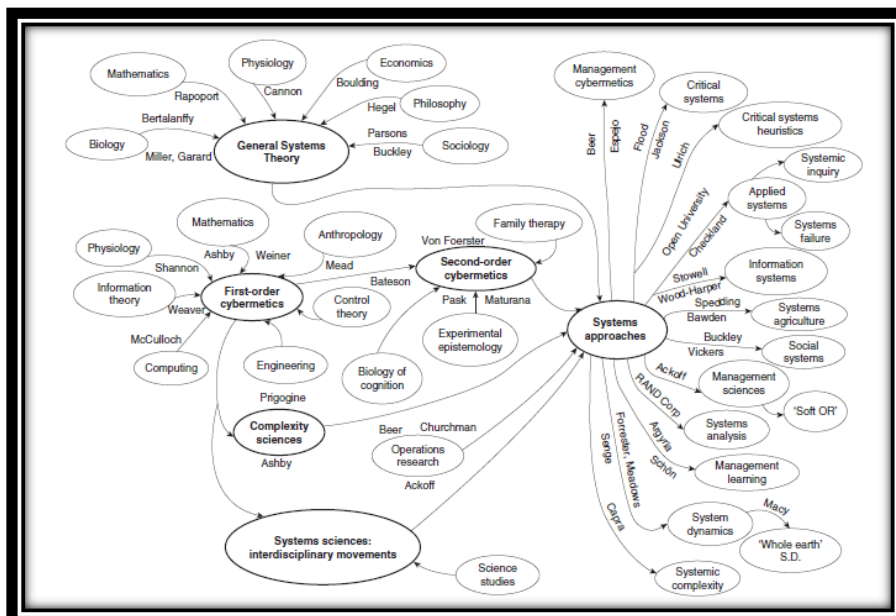 Physiology
Economics
Mathematics
Cannon
Boulding
Rapoport
Hegel
Philosophy
Bertalanffy
Biology
General Systems
Theory
Parsons
Miller, Garard
Buckley
Sociology
Management
cybernetics
Beer
Espejo
Critical
systems
Flood
Jackson
Critical systems
heuristics
Ulrich
Systemic
inquiry
Applied
systems
Open University
Checkland
Systems
failure
Mathematics
Anthropology
Family therapy
Physiology
Ashby
Weiner
Von Foerster
Shannon
Mead
Second-order
cybernetics
Information
theory
First-order
cybernetics
Bateson
Weaver
Control
theory
Pask
Maturana
McCulloch
Experimental
epistemology
Computing
Engineering
Biology of
cognition
Systems
approaches
Stowell
Wood-Harper
Information
systems
Spedding
Bawden
Systems
agriculture
Buckley
Vickers
Social
systems
Ackoff
Management
sciences
'Soft OR'
RAND Corp
Systems
analysis
Argyris
Schön
Management
learning
Forrester, Meadows
Senge
System
dynamics
Macy
'Whole earth'
S.D.
Capra
Systemic
complexity
Prigogine
Complexity
sciences
Ashby
Beer
Churchman
Operations
research
Ackoff
Systems sciences:
interdisciplinary movements
Science
studies